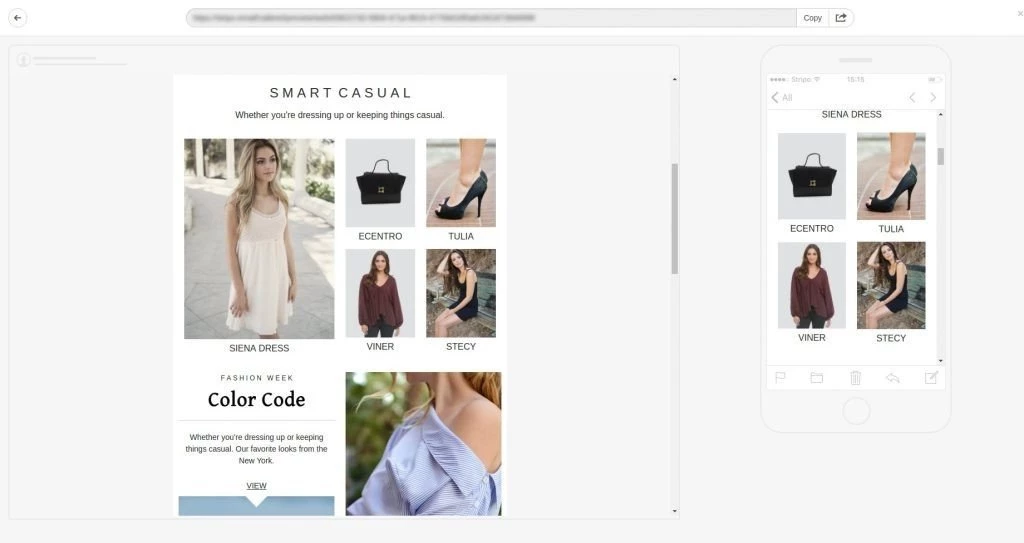 Copy
SMART CASUAL
Whether you're dressing up or keeping things casual.
ECENTRO
TULIA
SIENA DRESS
VINER
STECY
FASHION WEEK
Color Code
Whether you're dressing up or keeping
things casual. Our favorite looks from the
New York.
VIEW
Stripo
15:15
All
SIENA DRESS
ECENTRO
TULIA
VINER
STECY